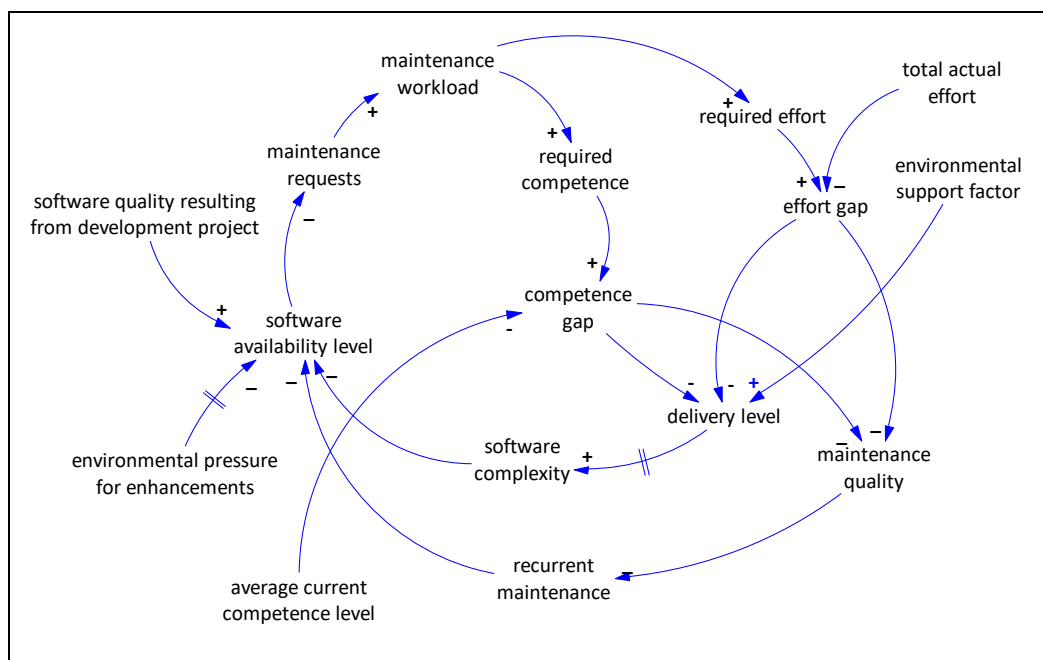 maintenance
workload
total actual
effort
required effort
maintenance
requests
required
competence
environmental
support factor
software quality resulting
from development project
effort gap
competence
gap
software
availability level
delivery level
environmental pressure
for enhancements
software
complexity
maintenance
quality
average current
competence level
recurrent
maintenance
+
+
+
–
+
–
+
+
-
–
–
–
-
-
+
+
–
–
–